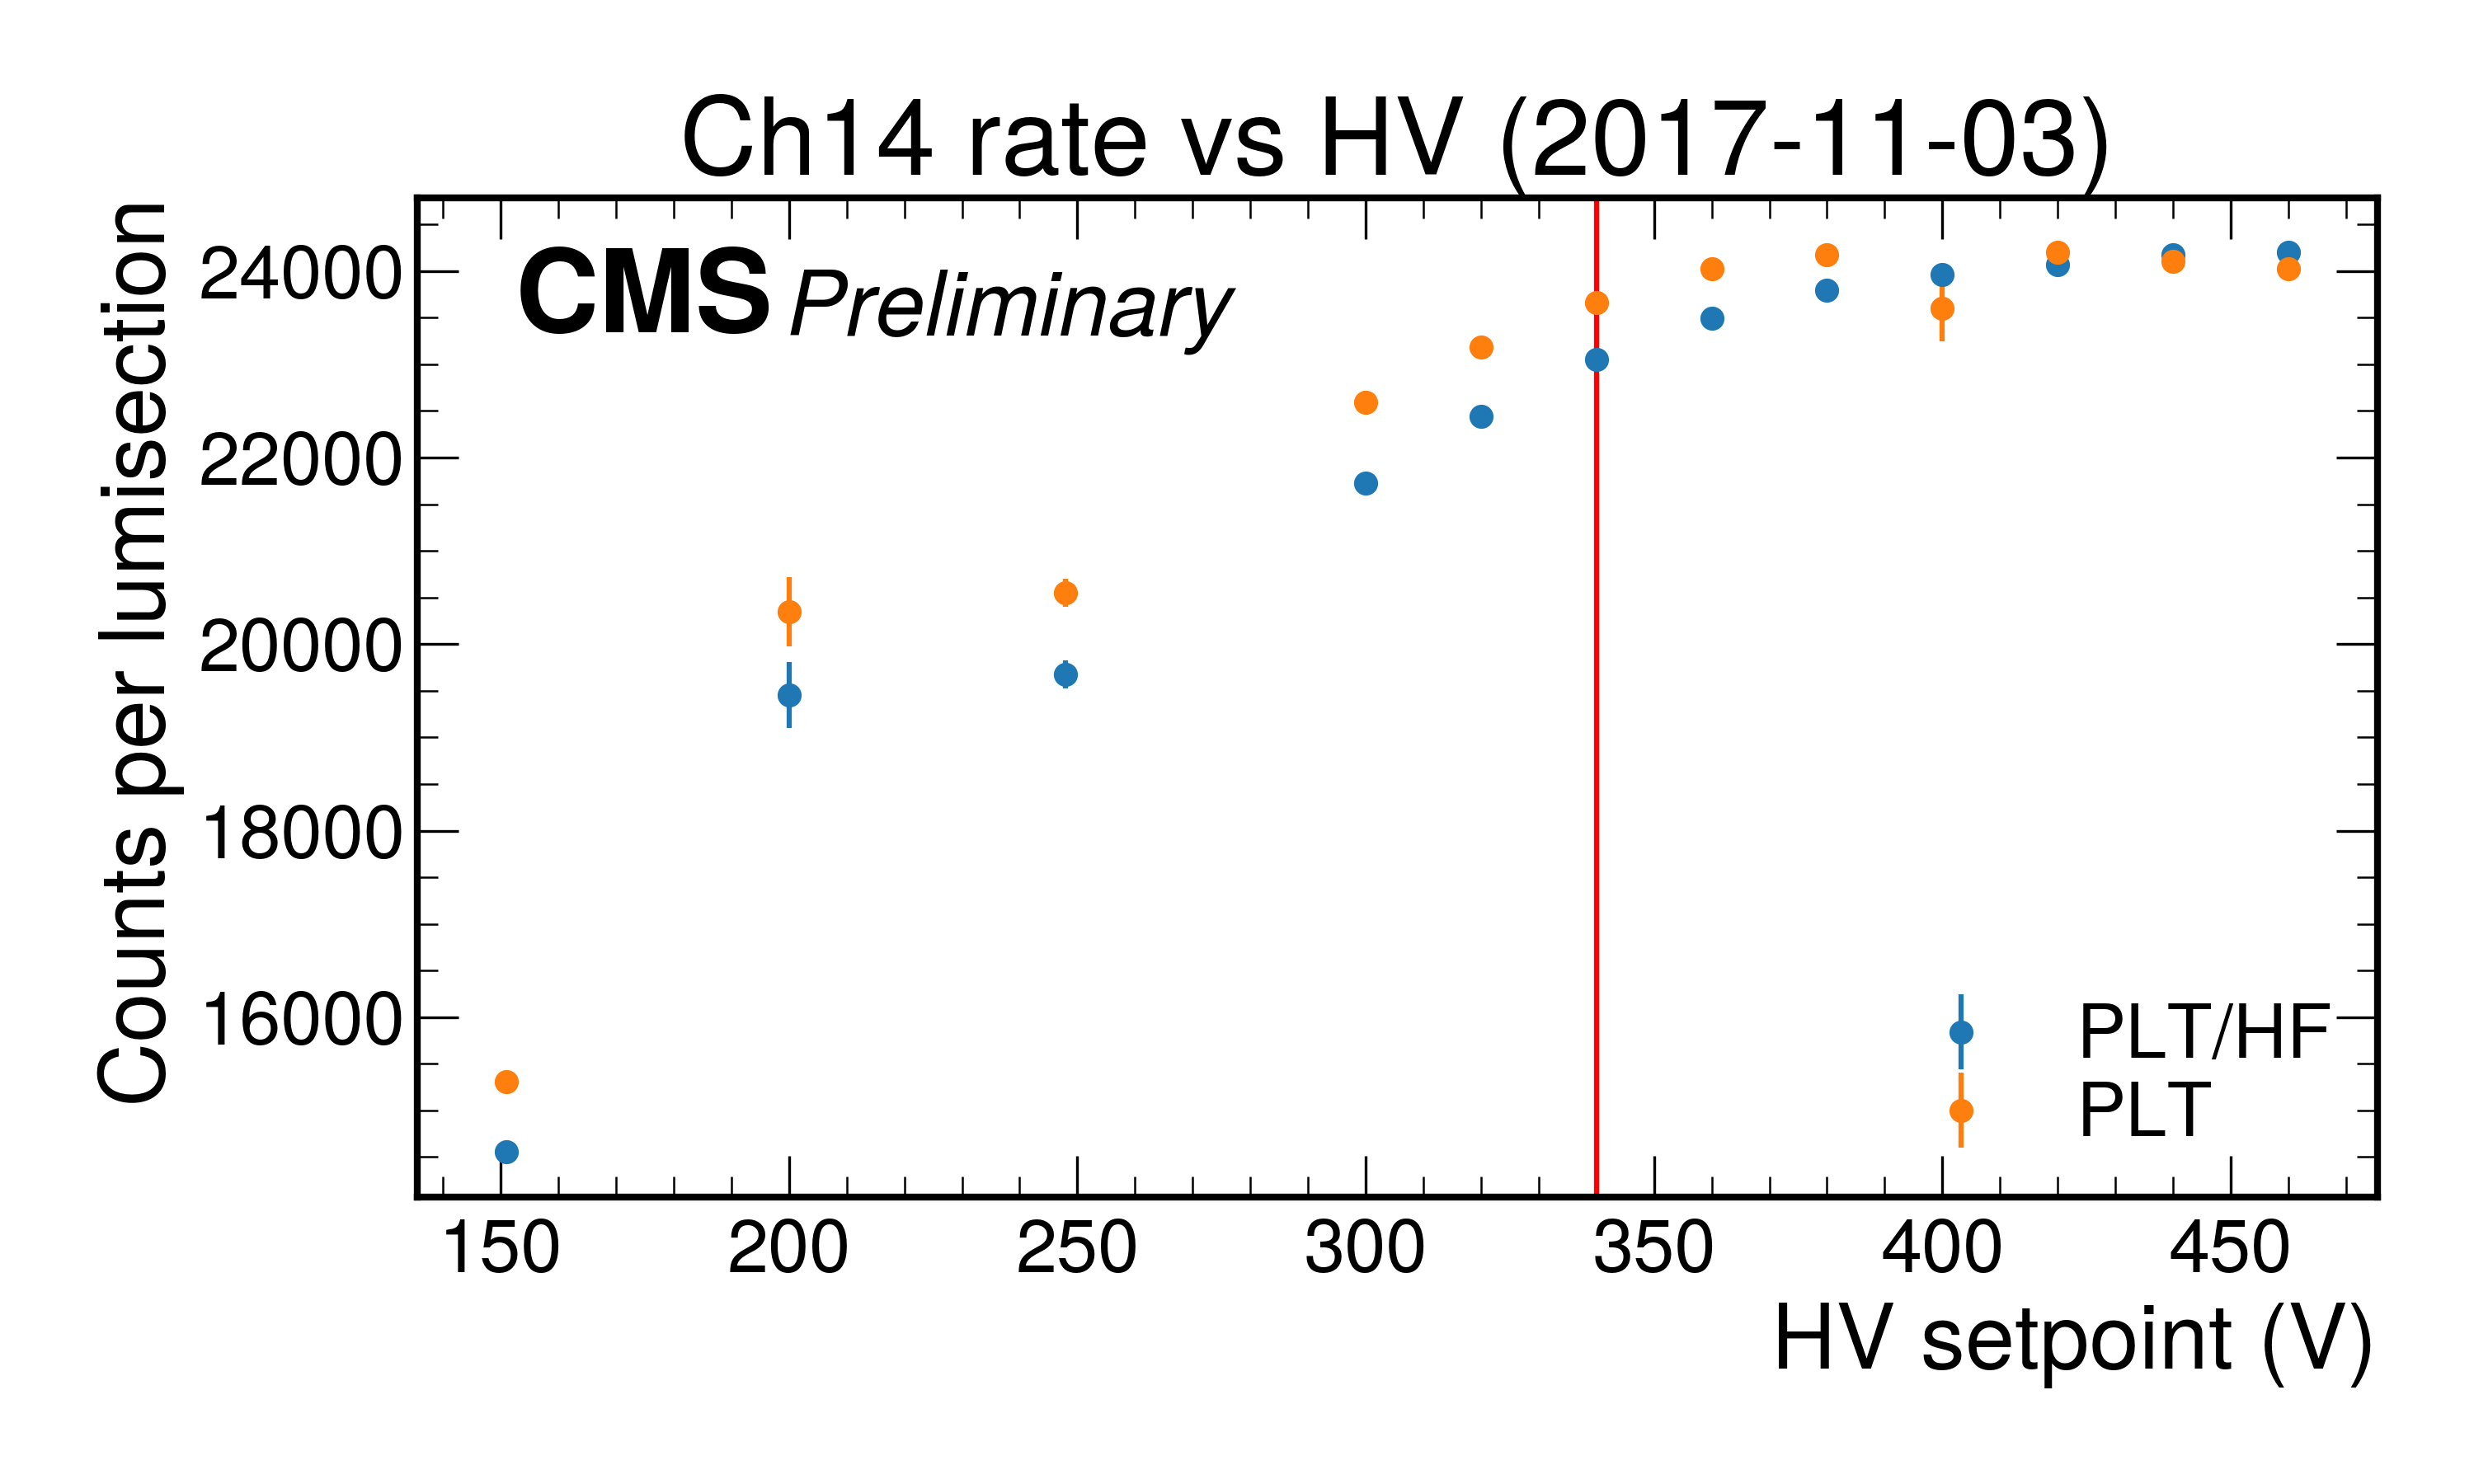 Ch14 rate vs HV (2017-11-03)
CMS Preliminary
Counts per lumisection
24000
22000
20000
18000
16000
PLT/HF
PLT
150 200 250 300 350 400 450
HV setpoint (V)